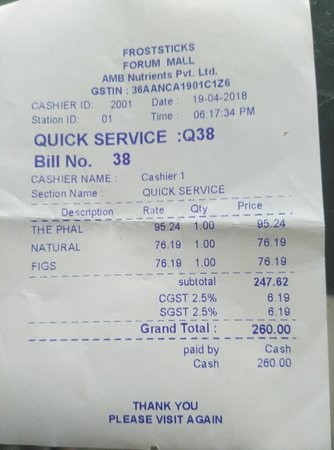 FROSTSTICKS
FORUM MALL
AMB Nutrients Pvt. Ltd.
GSTIN : 36AANCA1901C1Z6
CASHIER ID: 2001 Date : 19-04-2018
Station ID: 01 Time : 06:17:34 PM
QUICK SERVICE :Q38
Bill No. 38
CASHIER NAME : Cashier 1
Section Name : QUICK SERVICE
Description Rate Qty Price
THE PHAL 95.24 1.00 95.24
NATURAL 76.19 1.00 76.19
FIGS 76.19 1.00 76.19
subtotal 247.62
CGST 2.5% 6.19
SGST 2.5% 6.19
Grand Total : 260.00
paid by Cash
Cash 260.00
THANK YOU
PLEASE VISIT AGAIN